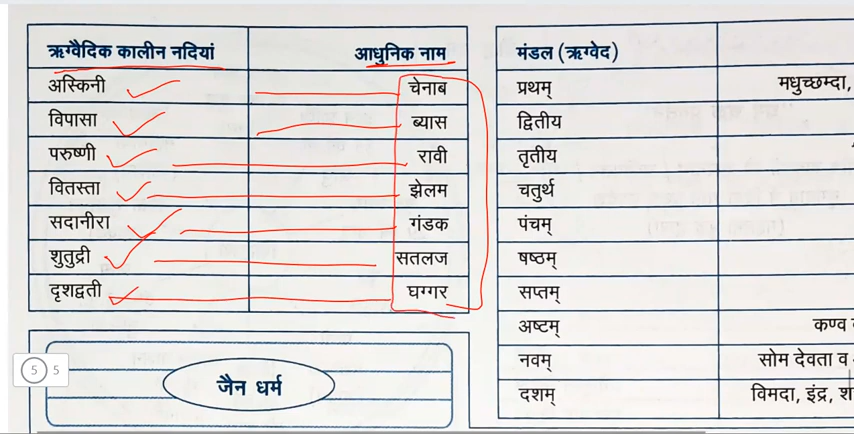 ऋग्वैदिक कालीन नदियां आधुनिक नाम
अस्किनी चेनाब
विपासा ब्यास
परुष्णी रावी
वितस्ता झेलम
सदानीरा गंडक
शुतुद्री सतलज
दृशद्वती घग्गर
जैन धर्म
5 5
मंडल (ऋग्वेद)
प्रथम् मधुच्छम्दा,
द्वितीय
तृतीय
चतुर्थ
पंचम्
षष्ठम्
सप्तम्
अष्टम् कण्व
नवम् सोम देवता व
दशम् विमदा, इंद्र,